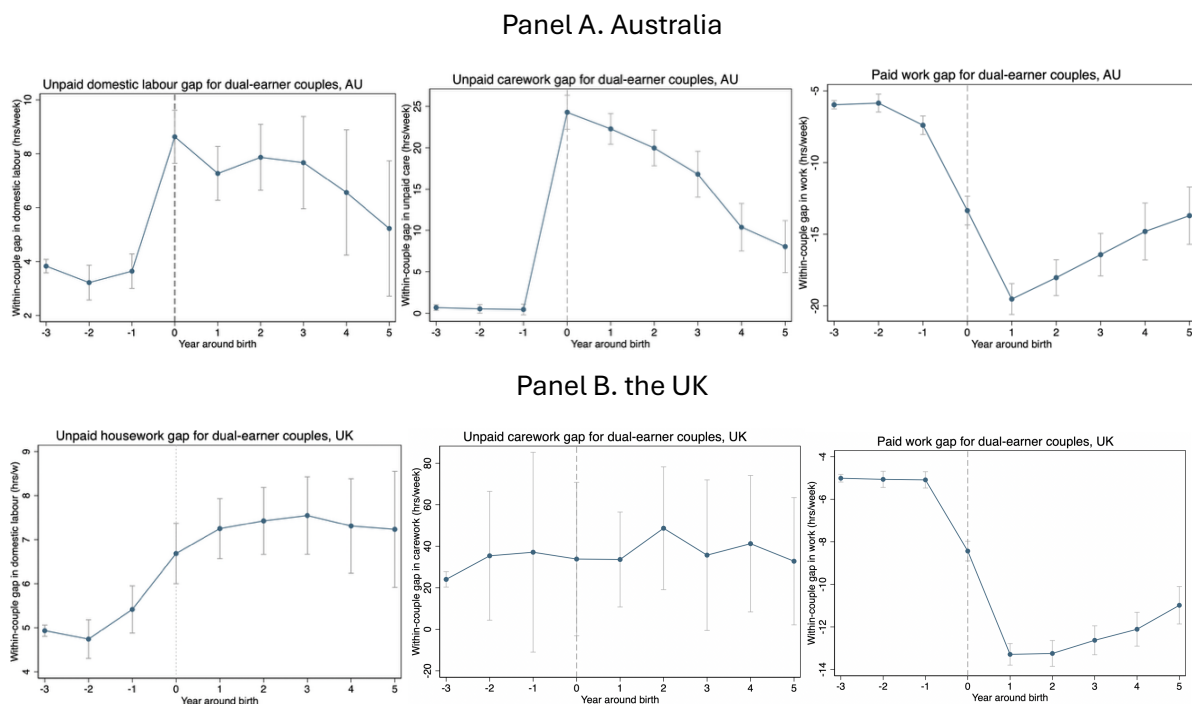 Panel A. Australia
Unpaid domestic labour gap for dual-earner couples, AU
Within-couple gap in domestic labour (hrs/week)
10
8
6
4
2
-3 -2 -1 0 1 2 3 4 5
Year around birth
Unpaid carework gap for dual-earner couples, AU
Within-couple gap in unpaid care (hrs/week)
25
20
15
10
5
0
-3 -2 -1 0 1 2 3 4 5
Year around birth
Paid work gap for dual-earner couples, AU
Within-couple gap in work (hrs/week)
-5
-10
-15
-20
-3 -2 -1 0 1 2 3 4 5
Year around birth
Panel B. the UK
Unpaid housework gap for dual-earner couples, UK
Within-couple gap in domestic labour (hrs/w)
9
8
7
6
5
4
-3 -2 -1 0 1 2 3 4 5
Year around birth
Unpaid carework gap for dual-earner couples, UK
Within-couple gap in carework (hrs/week)
80
60
40
20
0
20
-3 -2 -1 0 1 2 3 4 5
Year around birth
Paid work gap for dual-earner couples, UK
Within-couple gap in work (hrs/week)
-4
-6
-8
-10
-12
-14
-3 -2 -1 0 1 2 3 4 5
Year around birth